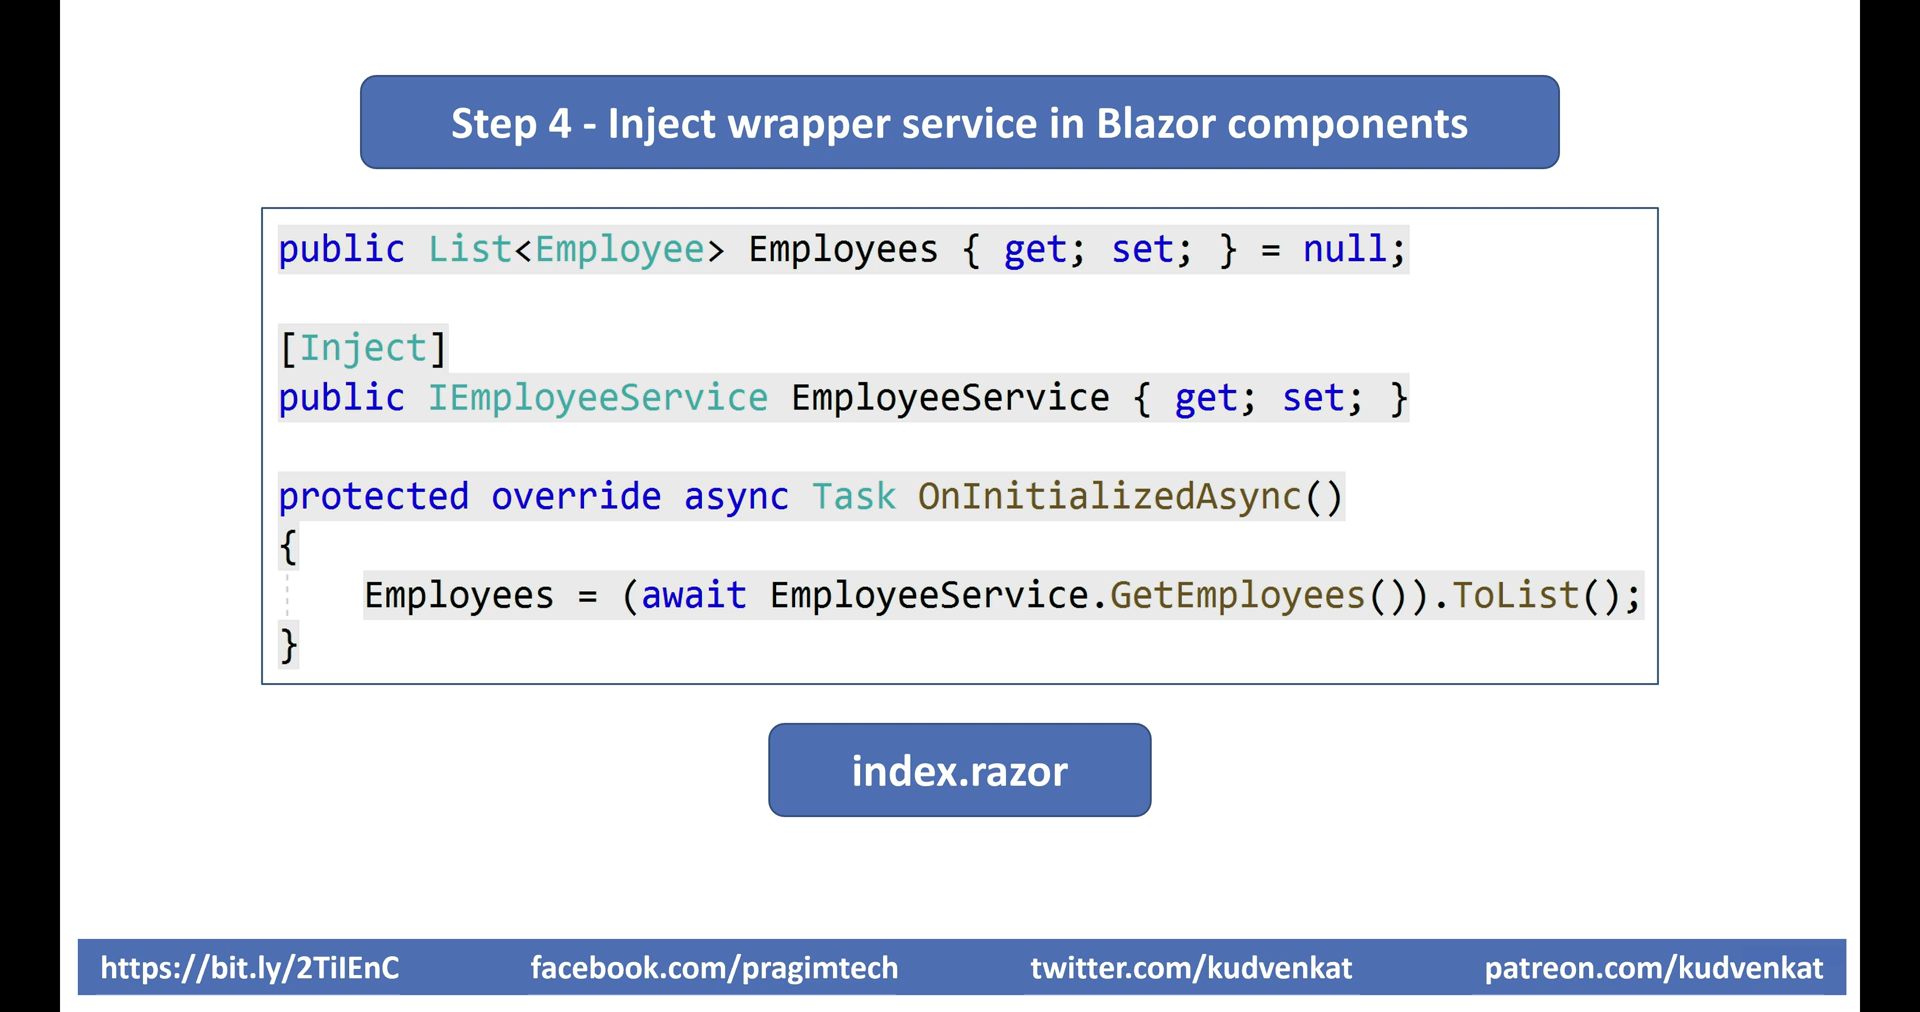 Step 4 - Inject wrapper service in Blazor components
public List<Employee> Employees { get; set; } = null;
[Inject]
public IEmployeeService EmployeeService { get; set; }
protected override async Task OnInitializedAsync()
{
Employees = (await EmployeeService.GetEmployees()).ToList();
}
index.razor
https://bit.ly/2TiIEnC facebook.com/pragimtech twitter.com/kudvenkat patreon.com/kudvenkat